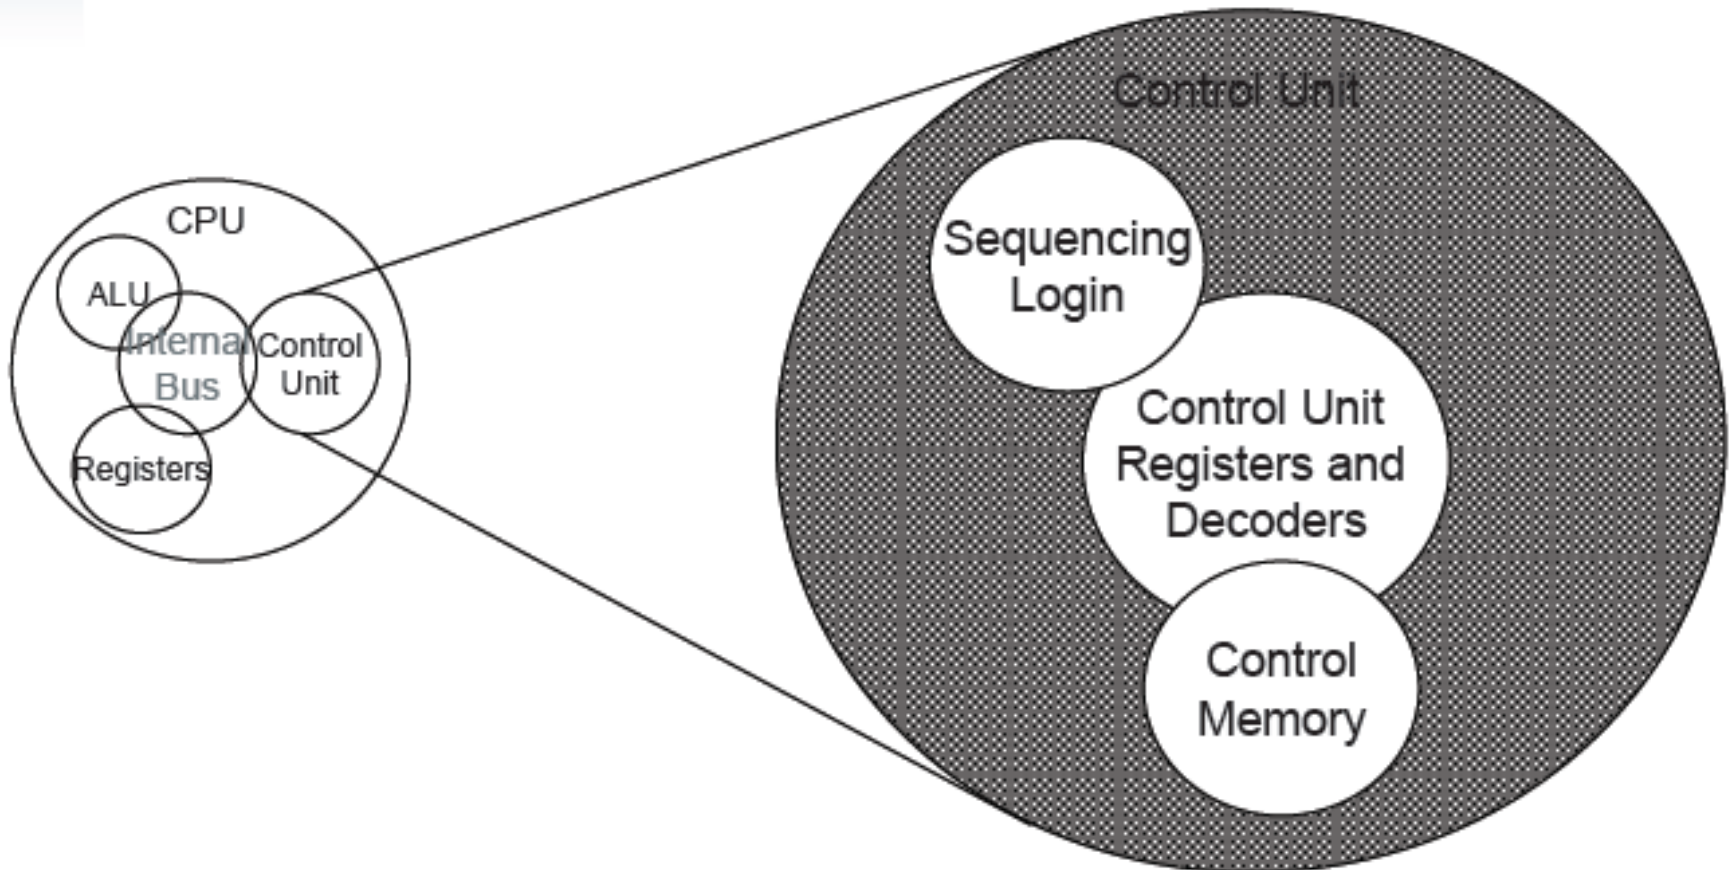 CPU
ALU
Internal
Bus
Control
Unit
Registers
Control Unit
Sequencing
Login
Control Unit
Registers and
Decoders
Control
Memory